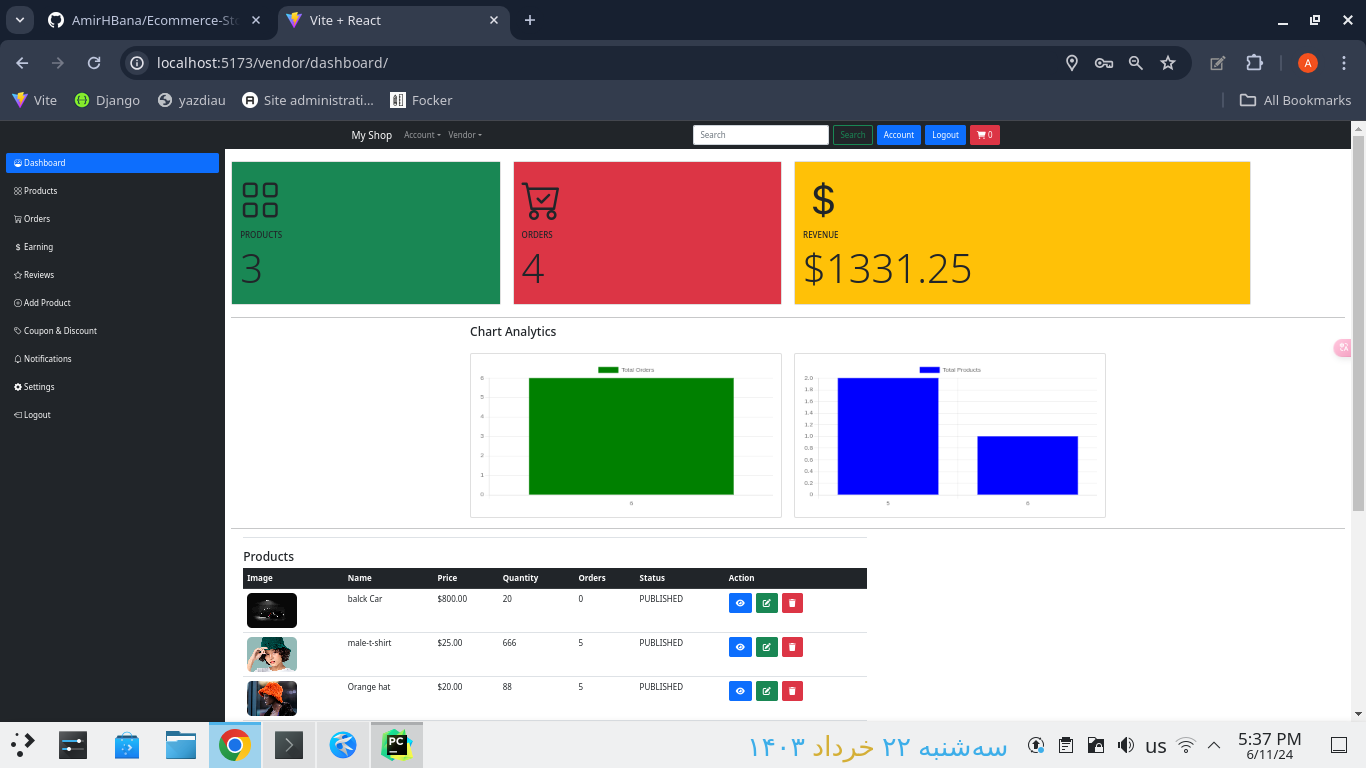 AmirHBana/Ecommerce-Sto
Vite + React
localhost:5173/vendor/dashboard/
A
Vite
Django
yazdiau
Site administrati...
Focker
All Bookmarks
My Shop
Account
Vendor
Search
Search
Account
Logout
0
Dashboard
Products
Orders
$ Earning
Reviews
Add Product
Coupon & Discount
Notifications
Settings
Logout
PRODUCTS
3
ORDERS
4
$
REVENUE
$1331.25
Chart Analytics
Total Orders
6
5
4
3
2
1
0
6
Total Products
2.0
1.8
1.6
1.4
1.2
1.0
0.8
0.6
0.4
0.2
0
5
6
Products
Image Name Price Quantity Orders Status Action
balck Car $800.00 20 0 PUBLISHED
male-t-shirt $25.00 666 5 PUBLISHED
Orange hat $20.00 88 5 PUBLISHED
PC
سه‌شنبه ۲۲ خرداد ۱۴۰۳
us
5:37 PM
6/11/24